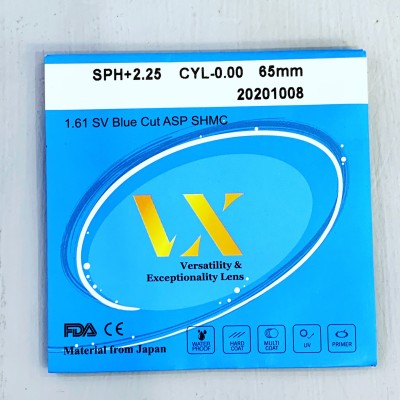 SPH+2.25 CYL-0.00 65mm
20201008
1.61 SV Blue Cut ASP SHMC
VX
Versatility &
Exceptionality Lens
FDA CE
Material from Japan
WATER PROOF
HARD COAT
MULTI COAT
UV
PRIMER